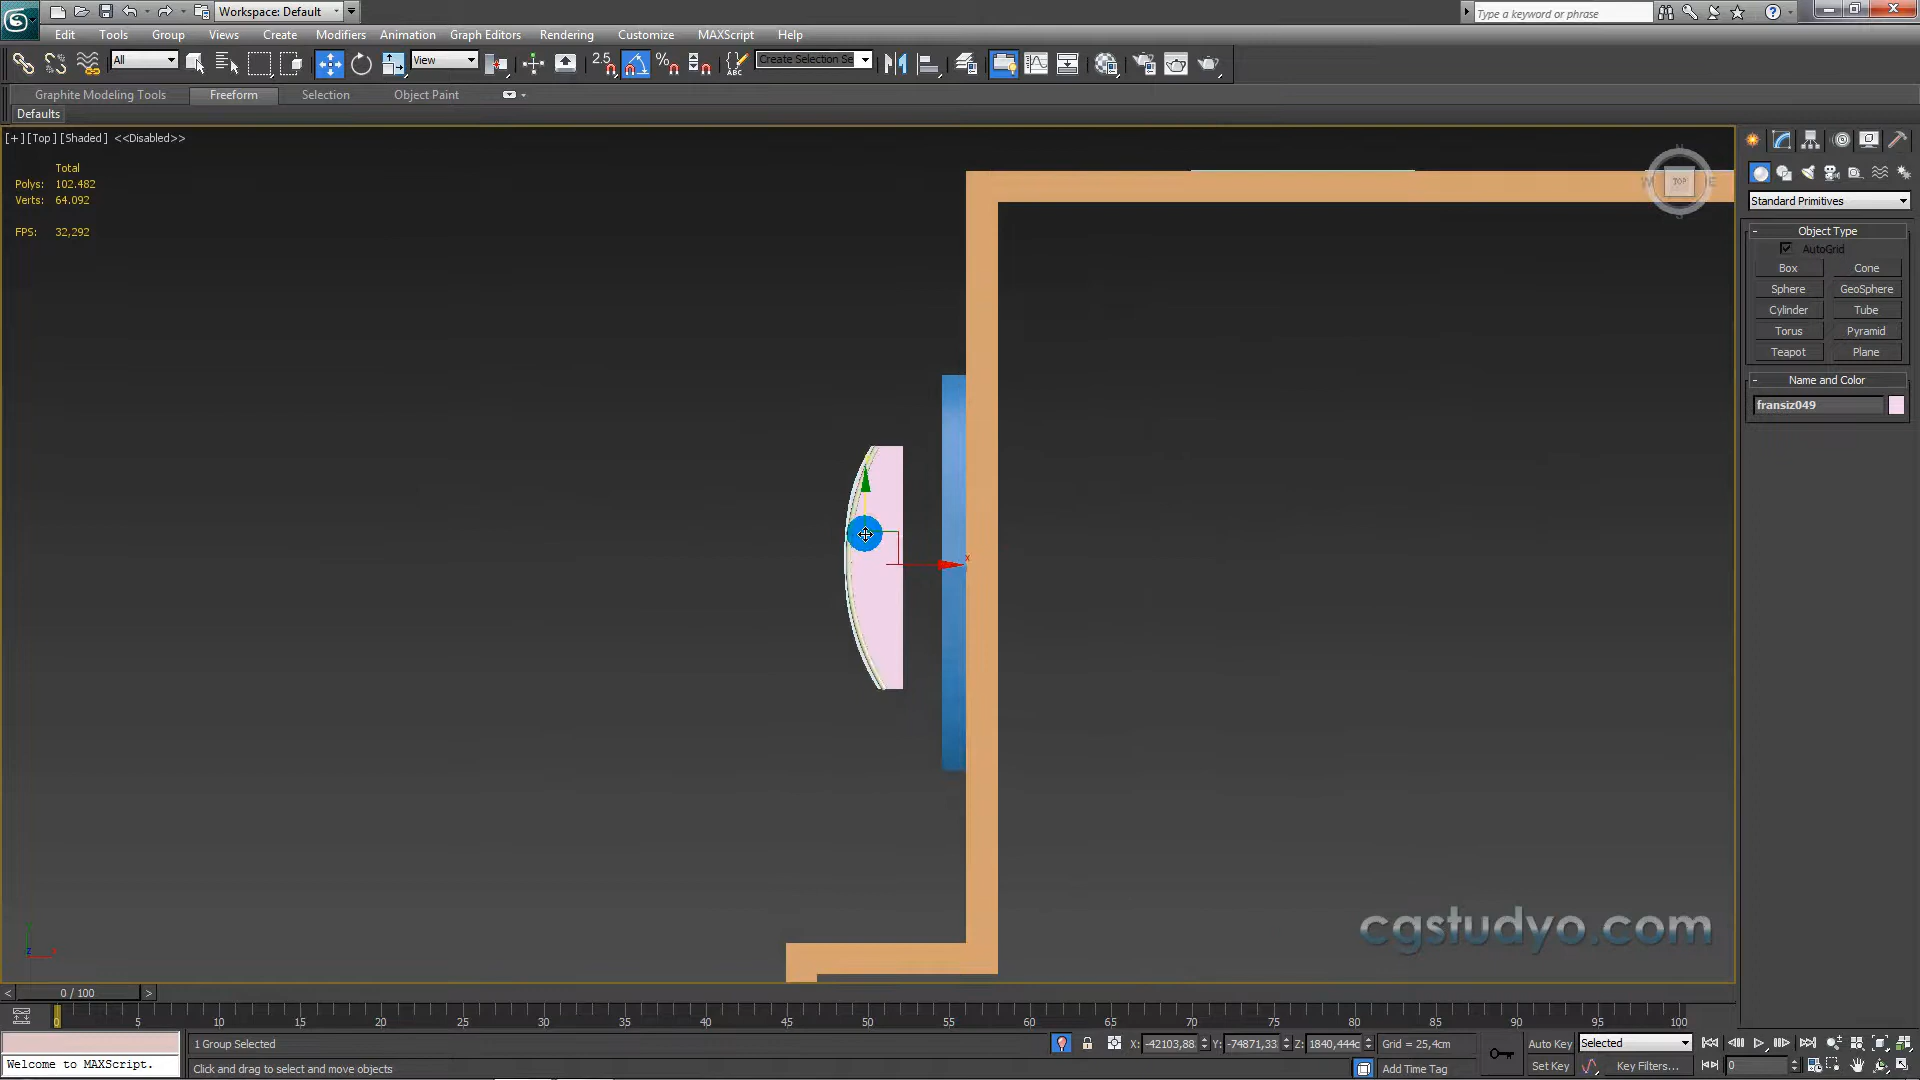 Workspace: Default
Type a keyword or phrase
Edit Tools Group Views Create Modifiers Animation Graph Editors Rendering Customize MAXScript Help
All View 2.5 Create Selection Se
Graphite Modeling Tools Freeform Selection Object Paint
Defaults
[+] [Top] [Shaded] <<Disabled>>
Total
Polys: 102.482
Verts: 64.092
FPS: 32,292
TOP
Standard Primitives
- Object Type
AutoGrid
Box Cone
Sphere GeoSphere
Cylinder Tube
Torus Pyramid
Teapot Plane
- Name and Color
fransiz049
x
cgstudyo.com
< 0 / 100 >
0 5 10 15 20 25 30 35 40 45 50 55 60 65 70 75 80 85 90 95 100
1 Group Selected X: -42103,88 Y: -74871,33 Z: 1840,444c Grid = 25,4cm Auto Key Selected
Welcome to MAXScript. Click and drag to select and move objects Add Time Tag Set Key Key Filters... 0